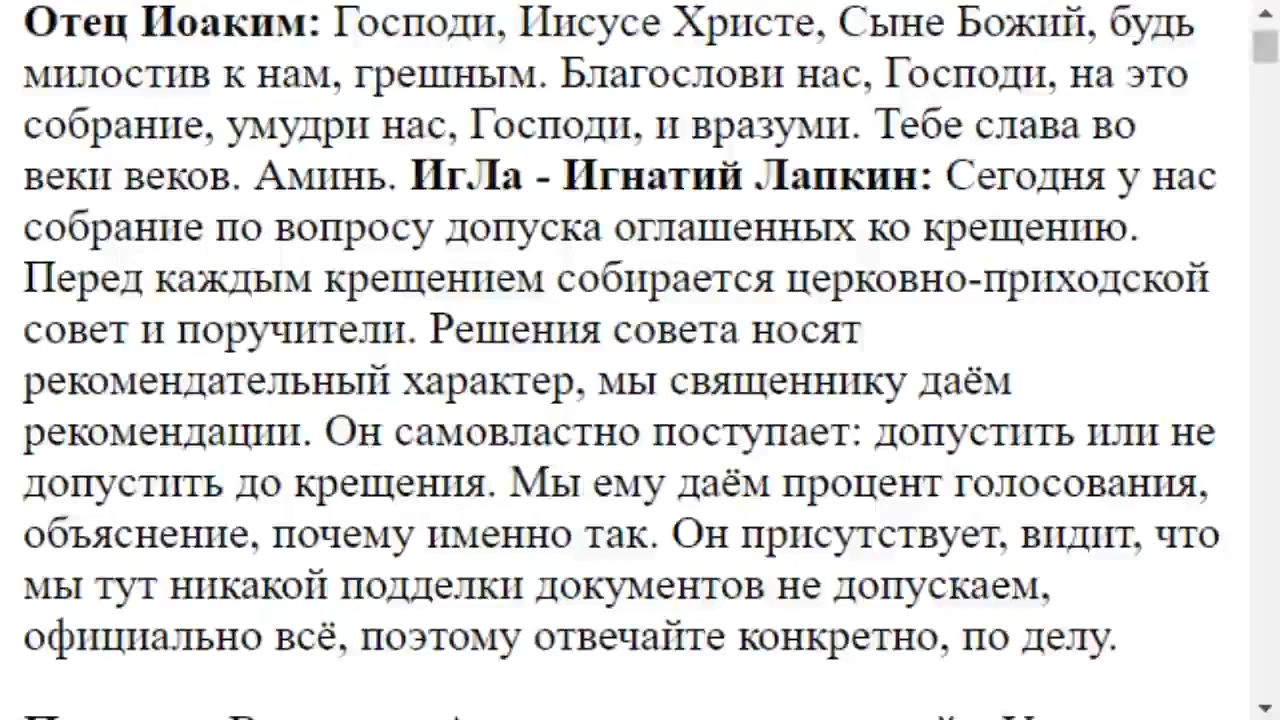 Отец Иоаким: Господи, Иисусе Христе, Сыне Божий, будь
милостив к нам, грешным. Благослови нас, Господи, на это
собрание, умудри нас, Господи, и вразуми. Тебе слава во
веки веков. Аминь. ИгЛа - Игнатий Лапкин: Сегодня у нас
собрание по вопросу допуска оглашенных ко крещению.
Перед каждым крещением собирается церковно-приходской
совет и поручители. Решения совета носят
рекомендательный характер, мы священнику даём
рекомендации. Он самовластно поступает: допустить или не
допустить до крещения. Мы ему даём процент голосования,
объяснение, почему именно так. Он присутствует, видит, что
мы тут никакой подделки документов не допускаем,
официально всё, поэтому отвечайте конкретно, по делу.